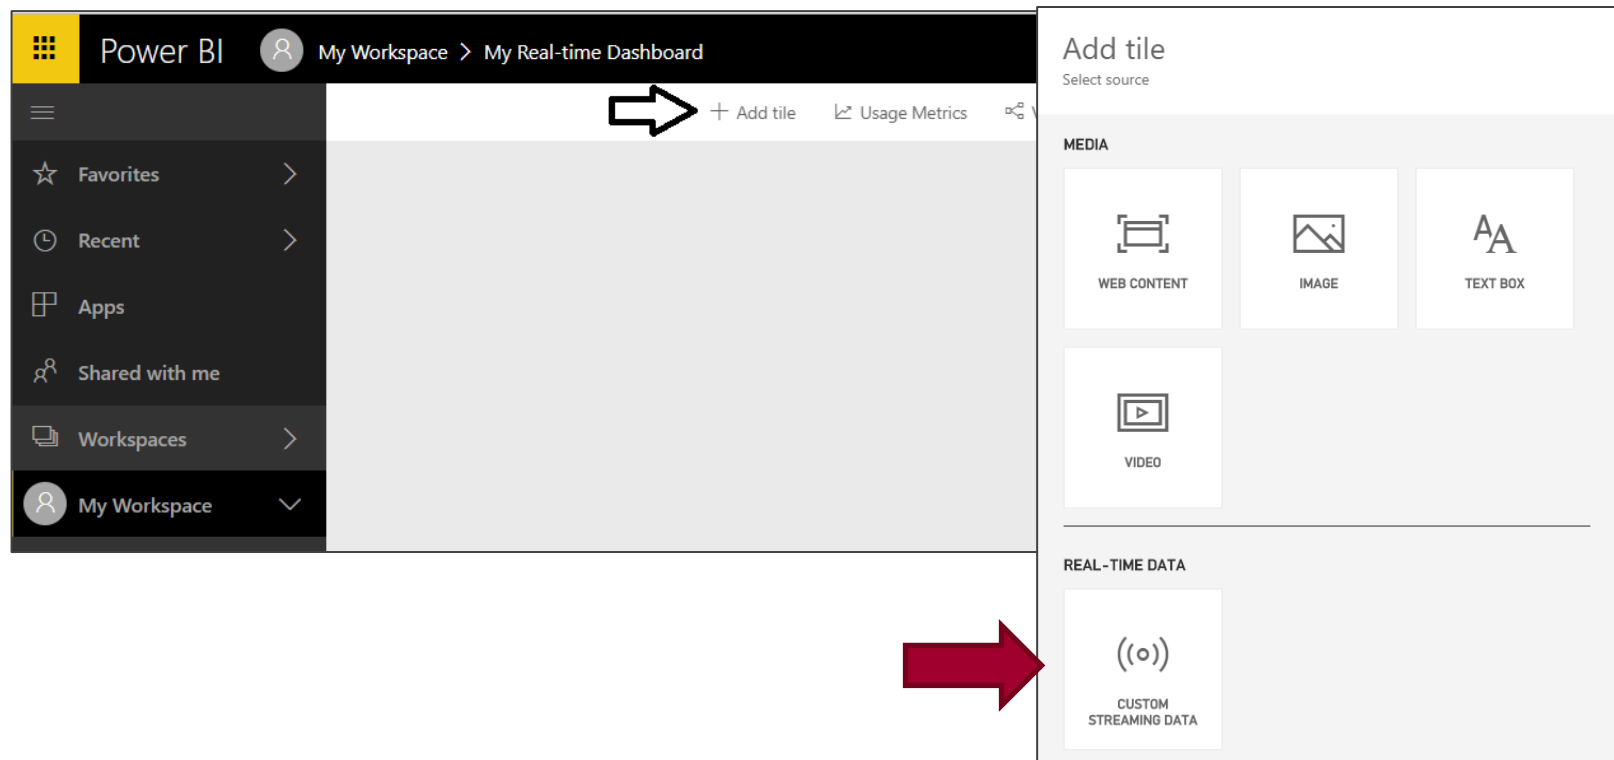 Power BI
My Workspace > My Real-time Dashboard
+ Add tile
Usage Metrics
Favorites
Recent
Apps
Shared with me
Workspaces
My Workspace
Add tile
Select source
MEDIA
WEB CONTENT
IMAGE
TEXT BOX
VIDEO
REAL-TIME DATA
CUSTOM
STREAMING DATA